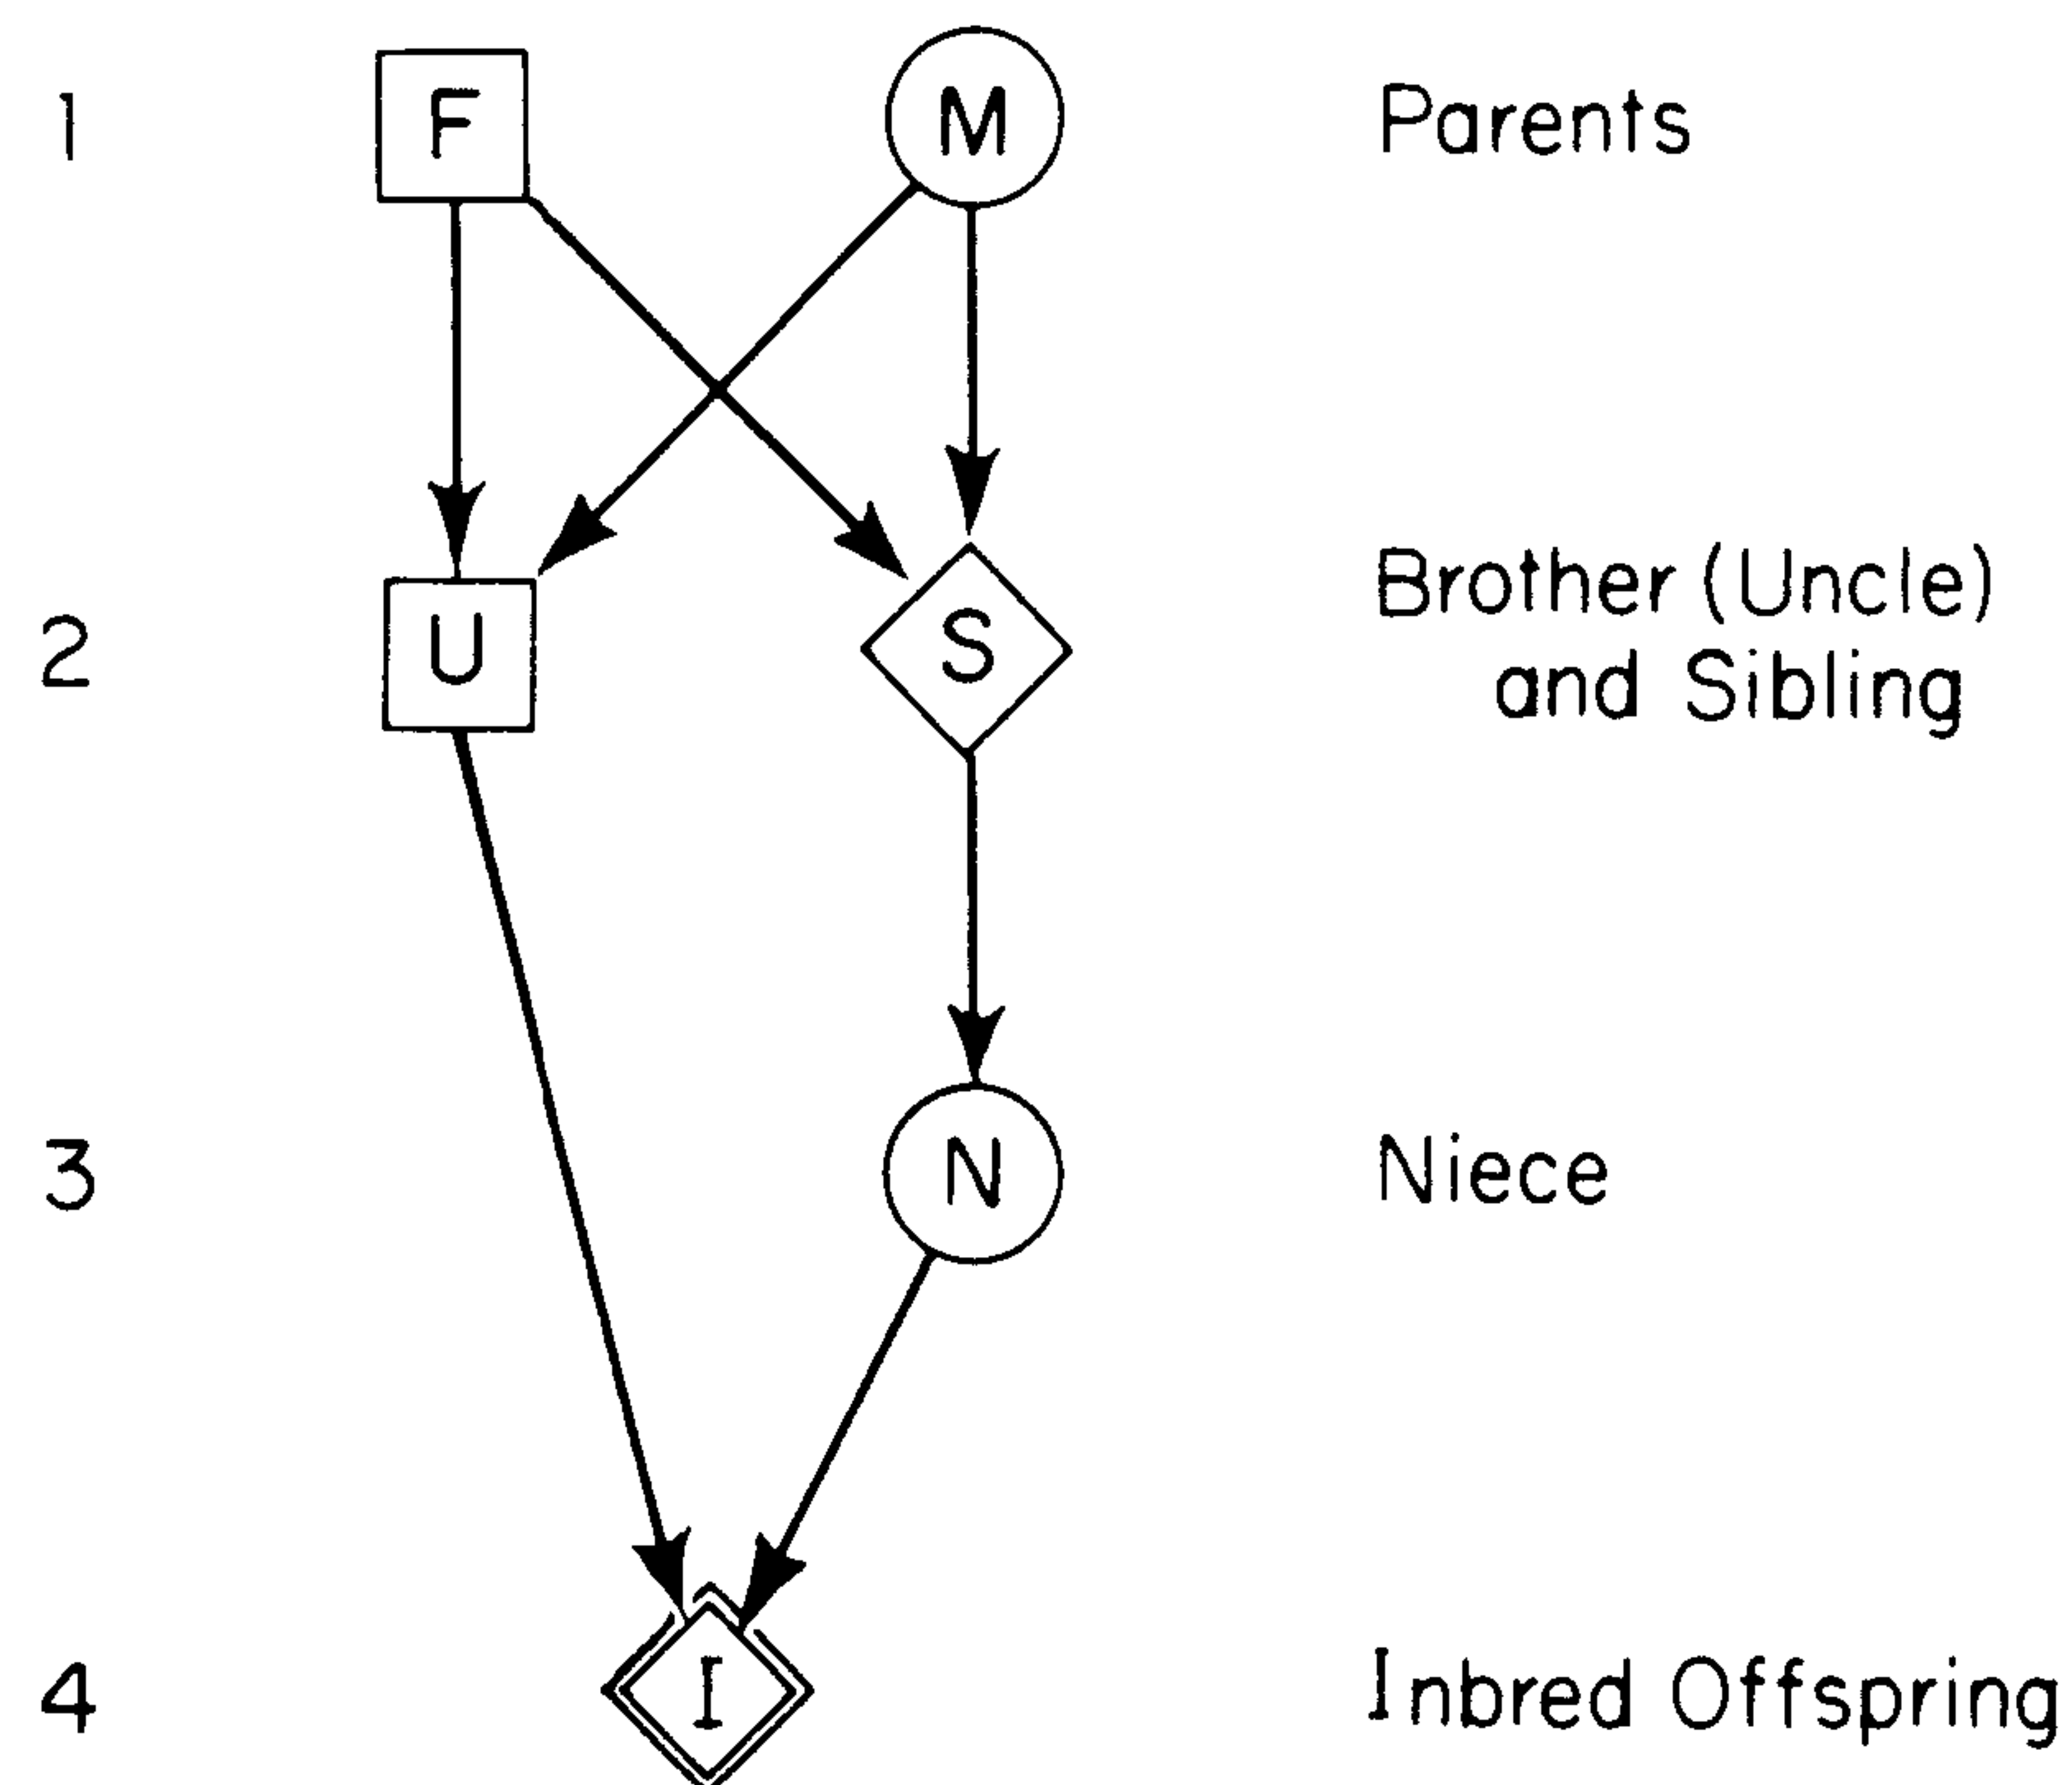 1 F M Parents
2 U S Brother (Uncle)
and Sibling
3 N Niece
4 I Inbred Offspring